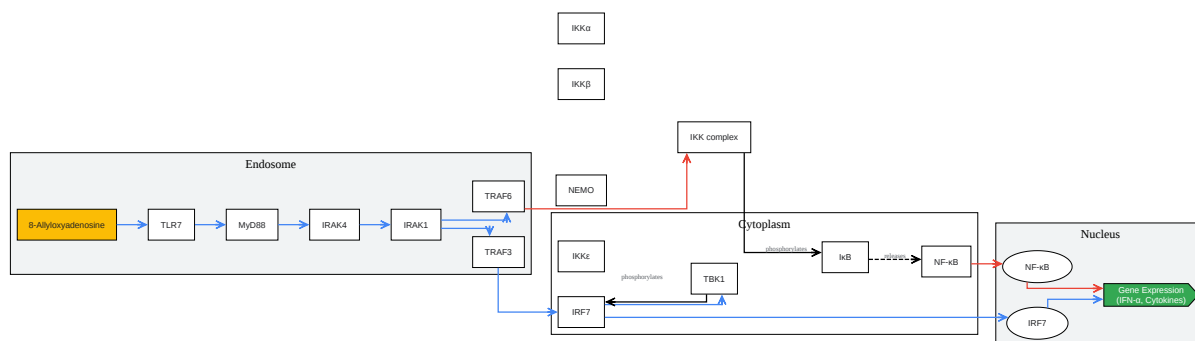 IKKα
IKKβ
IKK complex
Endosome
TRAF6
NEMO
8-Allyloxyadenosine
TLR7
MyD88
IRAK4
IRAK1
TRAF3
Cytoplasm
phosphorylates
IκB
releases
NF-κB
IKKε
phosphorylates
TBK1
IRF7
Nucleus
NF-κB
Gene Expression
(IFN-α, Cytokines)
IRF7